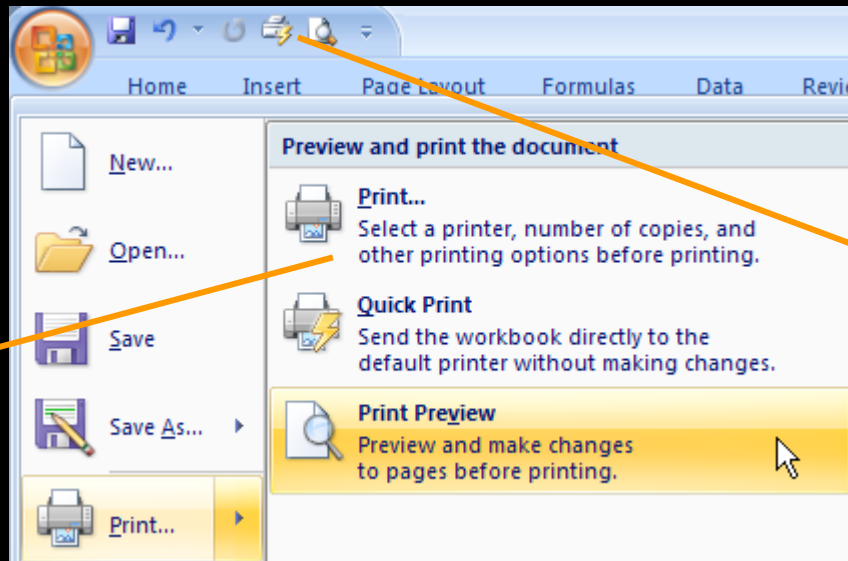 Home Insert Page Layout Formulas Data Revi
Preview and print the document
New...
Print...
Select a printer, number of copies, and
other printing options before printing.
Open...
Quick Print
Send the workbook directly to the
default printer without making changes.
Save
Print Preview
Preview and make changes
to pages before printing.
Save As...
Print...